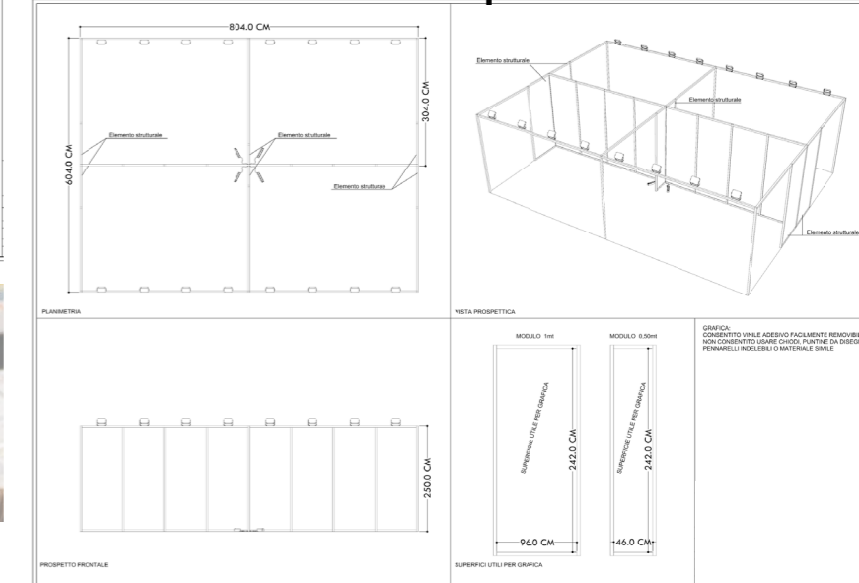 804.0 CM
304.0 CM
604.0 CM
Elemento strutturale
Elemento strutturale
Elemento strutturale
PLANIMETRIA
Elemento strutturale
Elemento strutturale
Elemento strutturale
VISTA PROSPETTICA
250.0 CM
PROSPETTO FRONTALE
MODULO 1mt
MODULO 0,50mt
SUPERFICIE UTILE PER GRAFICA
242.0 CM
96.0 CM
SUPERFICIE UTILE PER GRAFICA
242.0 CM
46.0 CM
SUPERFICI UTILI PER GRAFICA
GRAFICA:
CONSENTITO VINILE ADESIVO FACILMENTE REMOVIBI
NON CONSENTITO USARE CHIODI, PUNTINE DA DISEG
PENNARELLI INDELEBILI O MATERIALE SIMILE